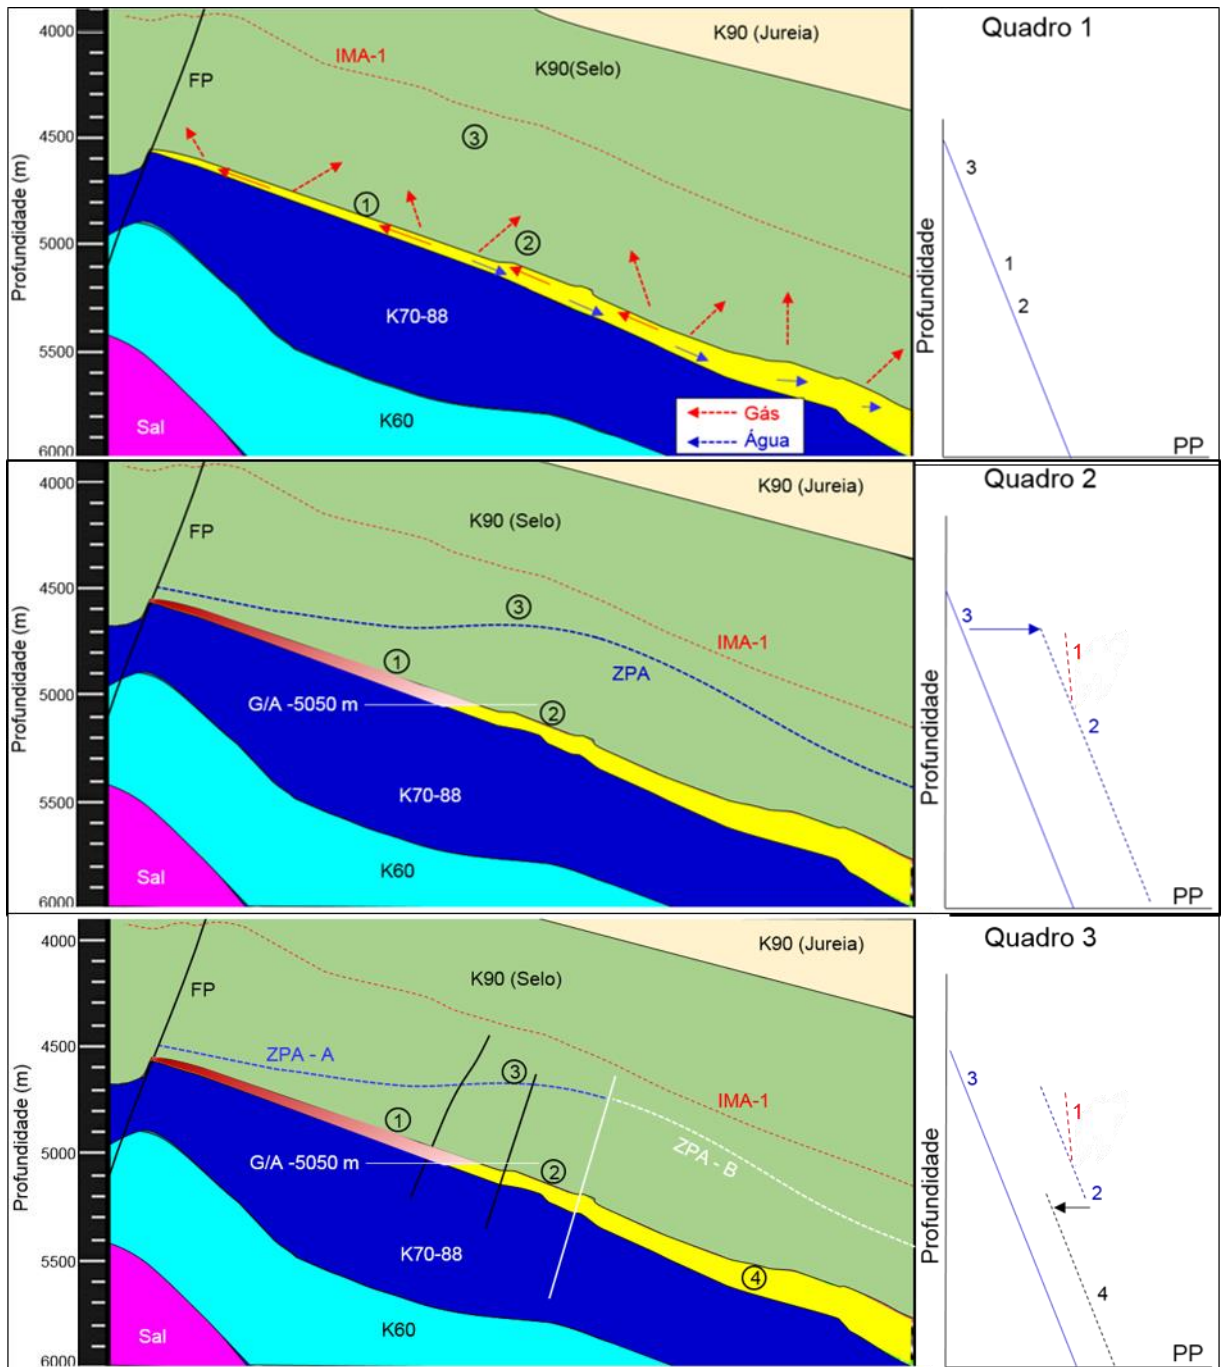 Quadro 1
4000
4500
5000
5500
6000
Profundidade (m)
FP
IMA-1
K90(Selo)
K90 (Jureia)
3
1
2
K70-88
K60
Sal
Gás
Água
Profundidade
3
1
2
PP
Quadro 2
4000
4500
5000
5500
6000
Profundidade (m)
FP
K90 (Selo)
K90 (Jureia)
3
IMA-1
1
ZPA
G/A -5050 m
2
K70-88
K60
Sal
Profundidade
3
1
2
PP
Quadro 3
4000
4500
5000
5500
6000
Profundidade (m)
FP
K90 (Selo)
K90 (Jureia)
ZPA - A
3
IMA-1
1
G/A -5050 m
2
ZPA - B
K70-88
4
K60
Sal
Profundidade
3
1
2
4
PP